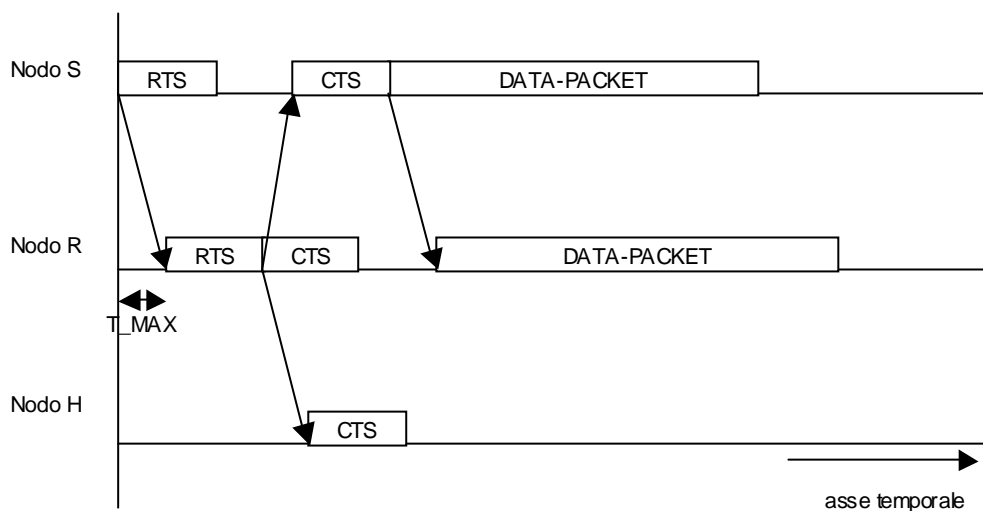 Nodo S
RTS CTS DATA-PACKET
Nodo R
RTS CTS DATA-PACKET
T_MAX
Nodo H
CTS
asse temporale